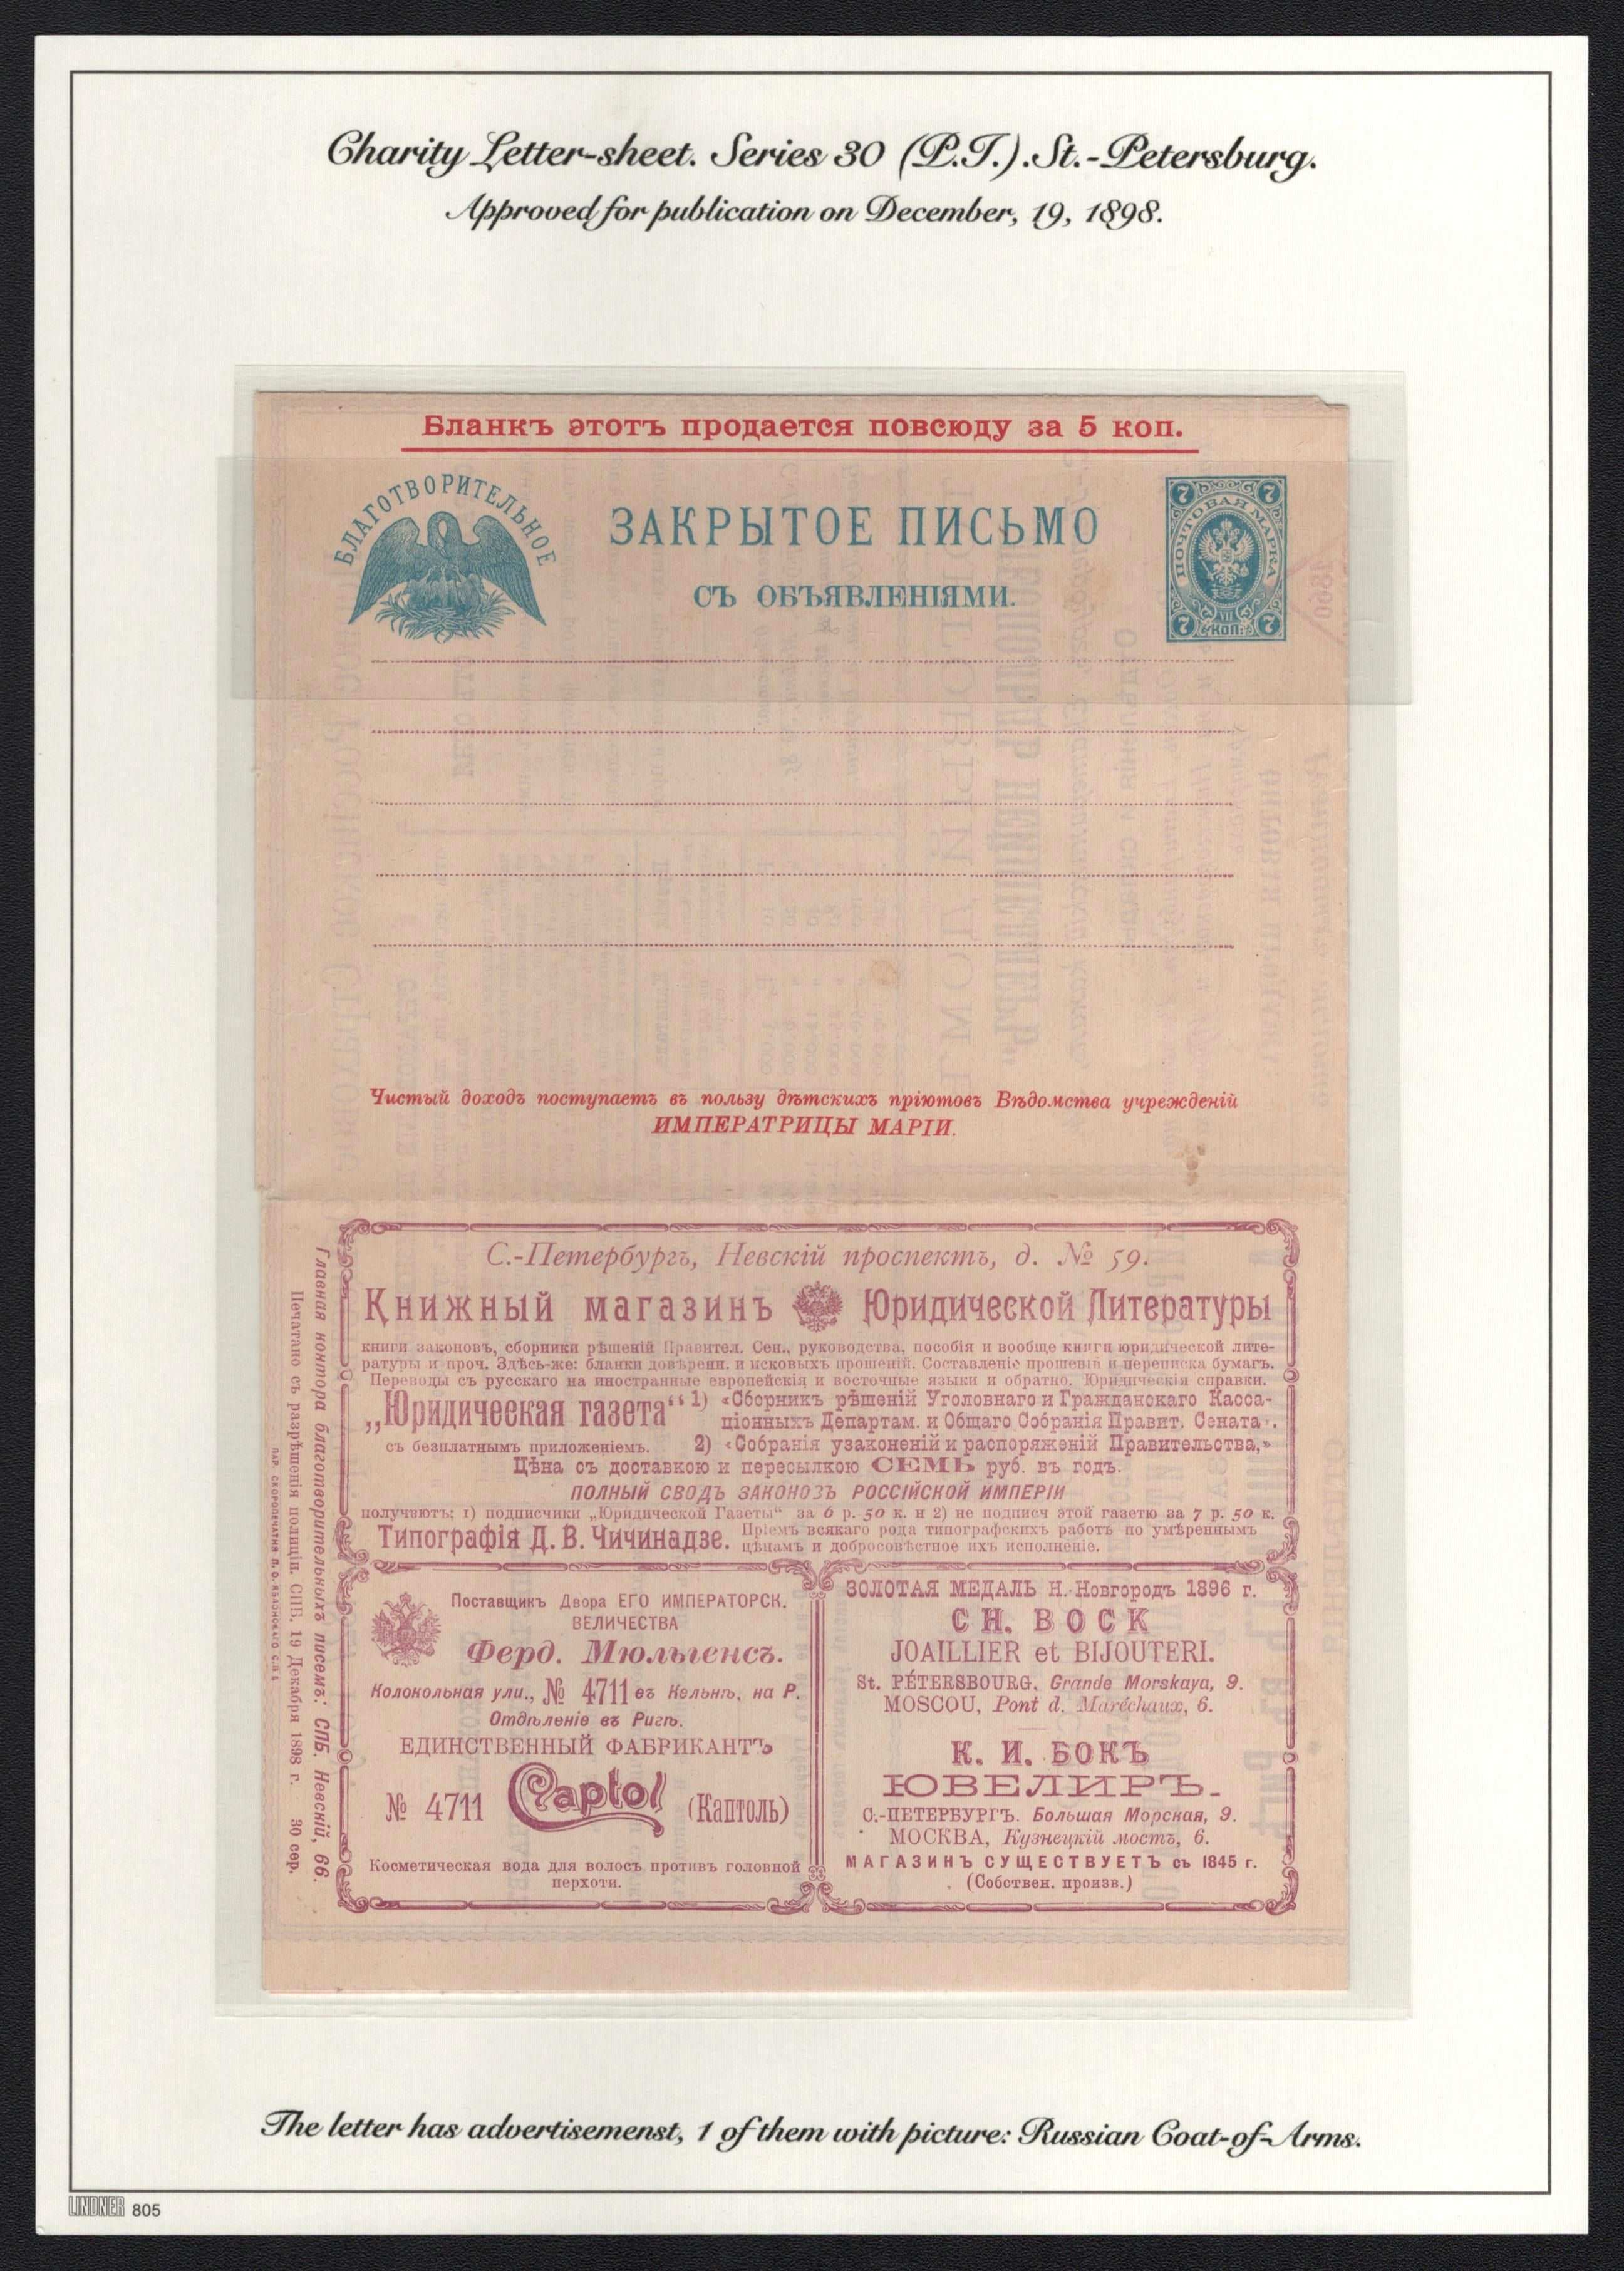 Charity Letter-sheet. Series 30 (P.T.). St.-Petersburg.
Approved for publication on December, 19, 1898.
Бланкъ этотъ продается повсюду за 5 коп.
БЛАГОТВОРИТЕЛЬНОЕ
ЗАКРЫТОЕ ПИСЬМО
СЪ ОБЪЯВЛЕНІЯМИ.
7 7
ПОЧТОВАЯ МАРКА
VII
7 КОП. 7
Чистый доходъ поступаетъ въ пользу дѣтскихъ пріютовъ Вѣдомства учрежденій
ИМПЕРАТРИЦЫ МАРІИ.
С.-Петербургъ, Невскій проспектъ, д. № 59.
Книжный магазинъ Юридической Литературы
книги законовъ, сборники рѣшеній Правител. Сен., руководства, пособія и вообще книги юридической лите-
ратуры и проч. Здѣсь-же: бланки довѣренн. и исковыхъ прошеній. Составленіе прошеній и переписка бумагъ.
Переводы съ русскаго на иностранные европейскія и восточные языки и обратно. Юридическія справки.
„Юридическая газета“ 1) «Сборникъ рѣшеній Уголовнаго и Гражданскаго Касса-
ціонныхъ Департам. и Общаго Собранія Правит. Сената».
съ безплатнымъ приложеніемъ. 2) «Собранія узаконеній и распоряженій Правительства,»
Цѣна съ доставкою и пересылкою СЕМЬ руб. въ годъ.
ПОЛНЫЙ СВОДЪ ЗАКОНОЗЪ РОССІЙСКОЙ ИМПЕРІИ
получеютъ: 1) подписчики „Юридической Газеты“ за 6 р. 50 к. и 2) не подписч этой газетю за 7 р. 50 к.
Типографія Д. В. Чичинадзе. Пріемъ всякаго рода типографскихъ работъ по умѣреннымъ
цѣнамъ и добросовѣстное ихъ исполненіе.
Поставщикъ Двора ЕГО ИМПЕРАТОРСК.
ВЕЛИЧЕСТВА
Ферд. Мюльгенсъ.
Колокольная ули., № 4711 въ Кельнѣ, на Р.
Отдѣленіе въ Ригѣ.
ЕДИНСТВЕННЫЙ ФАБРИКАНТЪ
№ 4711 Captol (Каптоль)
Косметическая вода для волосъ противъ головной
перхоти.
ЗОЛОТАЯ МЕДАЛЬ Н. Новгородъ 1896 г.
CH. BOCK
JOAILLIER et BIJOUTERI.
St. PÉTERSBOURG, Grande Morskaya, 9.
MOSCOU, Pont d. Maréchaux, 6.
К. И. БОКЪ
ЮВЕЛИРЪ.
С.-ПЕТЕРБУРГЪ. Большая Морская, 9.
МОСКВА, Кузнецкій мостъ, 6.
МАГАЗИНЪ СУЩЕСТВУЕТЪ съ 1845 г.
(Собствен. произв.)
Главная контора благотворительныхъ писемъ: СПБ. Невскій, 66.
Печатано съ разрѣшенія полиціи. СПБ. 19 Декабря 1898 г. 30 сер.
The letter has advertisemenst, 1 of them with picture: Russian Coat-of-Arms.
LINDNER 805